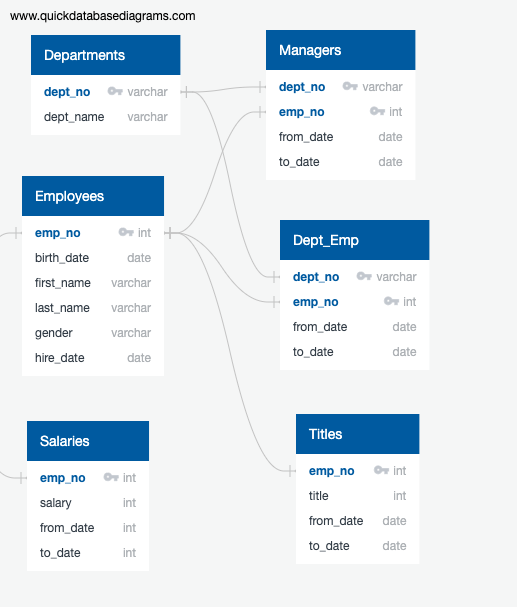 www.quickdatabasediagrams.com
Departments
dept_no varchar
dept_name varchar
Managers
dept_no varchar
emp_no int
from_date date
to_date date
Employees
emp_no int
birth_date date
first_name varchar
last_name varchar
gender varchar
hire_date date
Dept_Emp
dept_no varchar
emp_no int
from_date date
to_date date
Salaries
emp_no int
salary int
from_date int
to_date int
Titles
emp_no int
title int
from_date date
to_date date